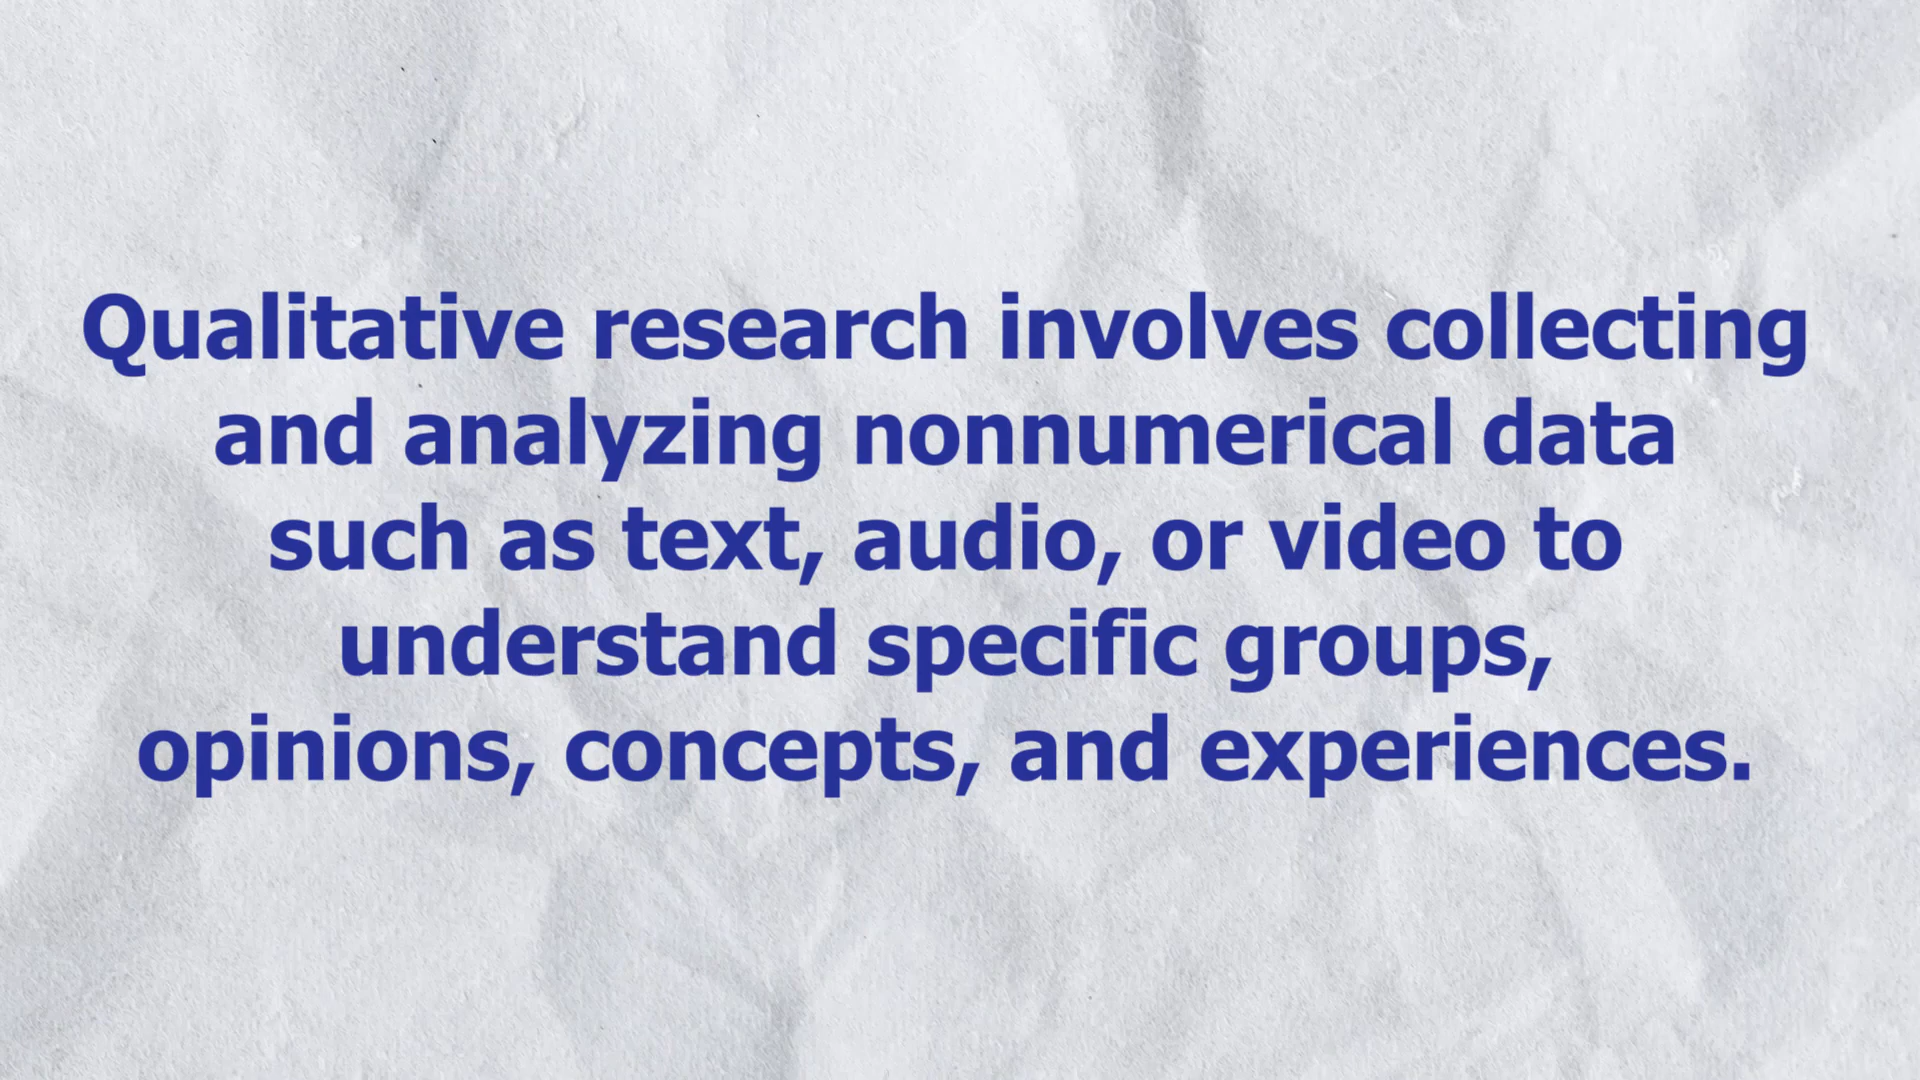 Qualitative research involves collecting
and analyzing nonnumerical data
such as text, audio, or video to
understand specific groups,
opinions, concepts, and experiences.